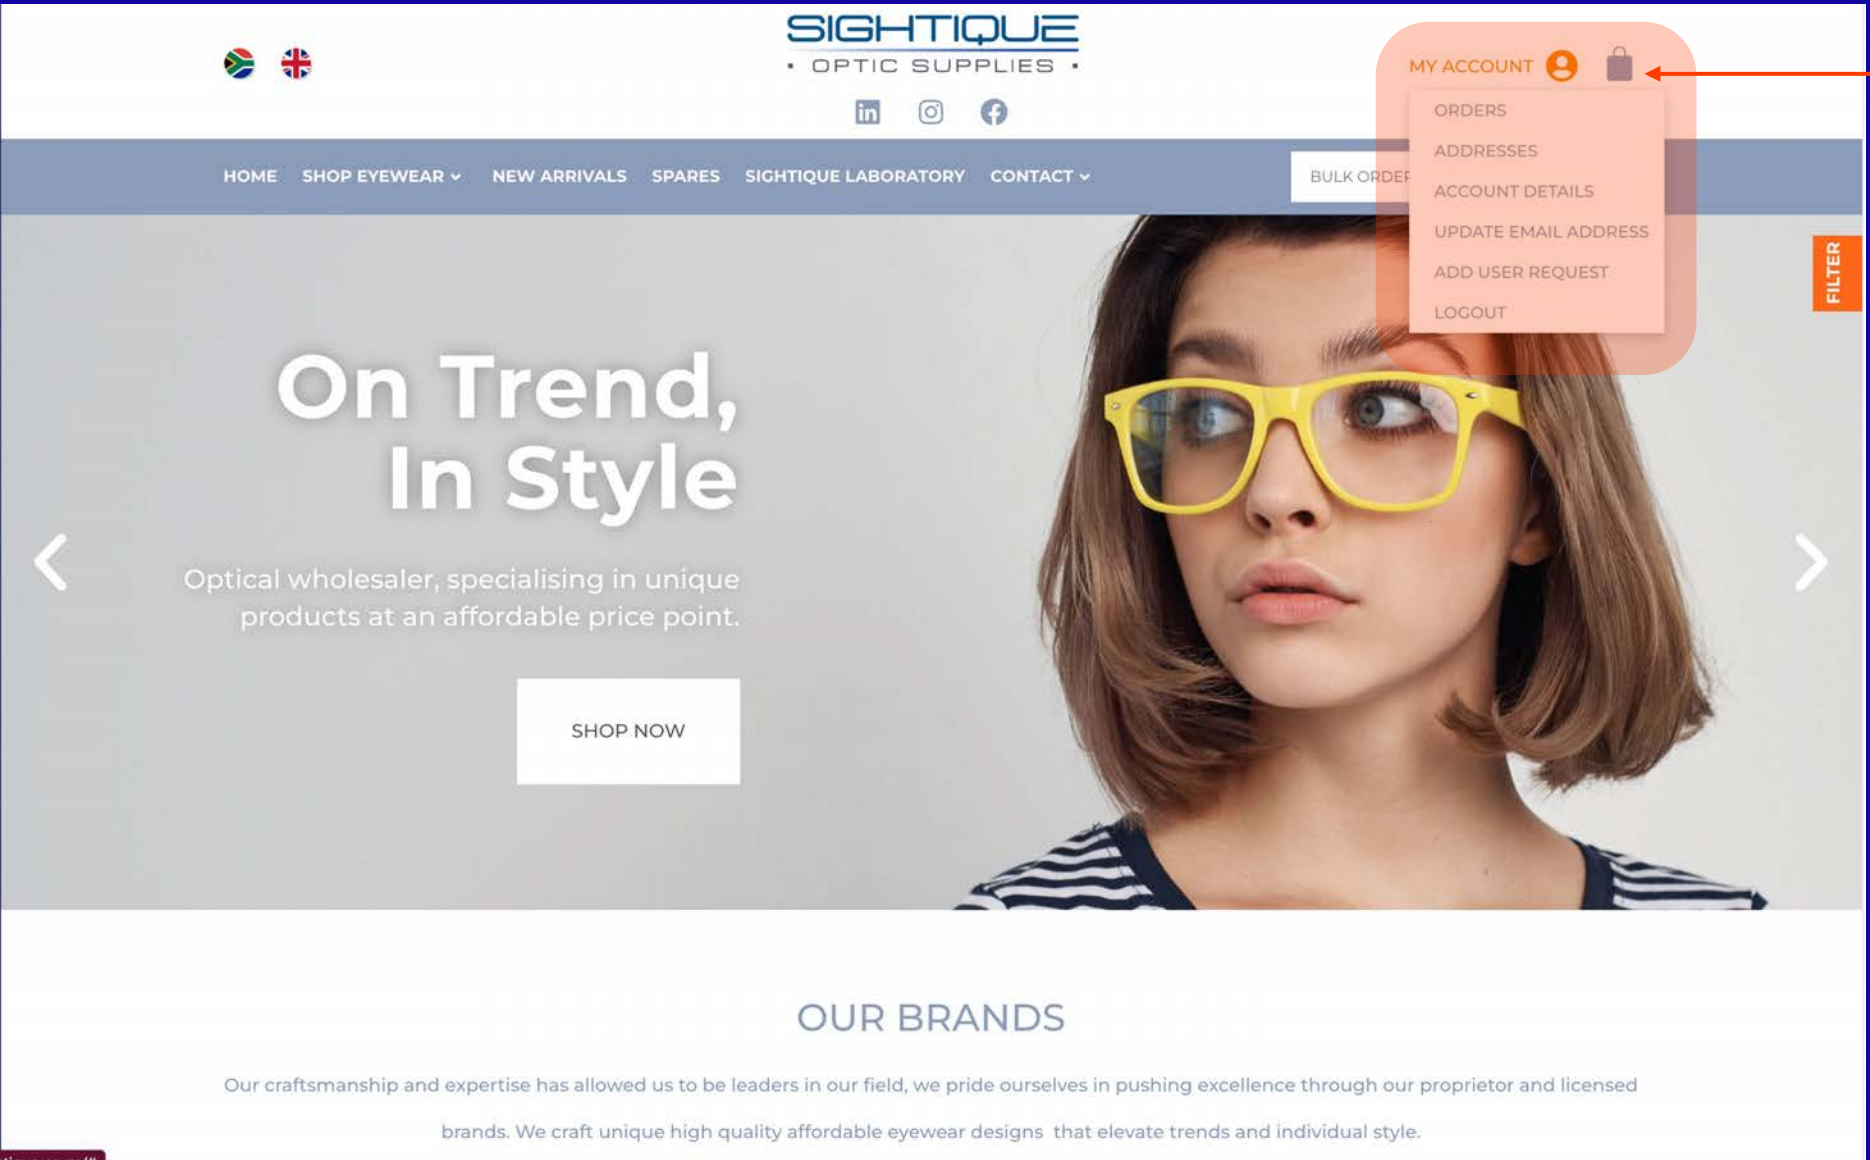 SIGHTIQUE
• OPTIC SUPPLIES •
MY ACCOUNT
ORDERS
ADDRESSES
ACCOUNT DETAILS
UPDATE EMAIL ADDRESS
ADD USER REQUEST
LOGOUT
HOME SHOP EYEWEAR NEW ARRIVALS SPARES SIGHTIQUE LABORATORY CONTACT
BULK ORDER
FILTER
On Trend,
In Style
Optical wholesaler, specialising in unique
products at an affordable price point.
SHOP NOW
OUR BRANDS
Our craftsmanship and expertise has allowed us to be leaders in our field, we pride ourselves in pushing excellence through our proprietor and licensed
brands. We craft unique high quality affordable eyewear designs that elevate trends and individual style.